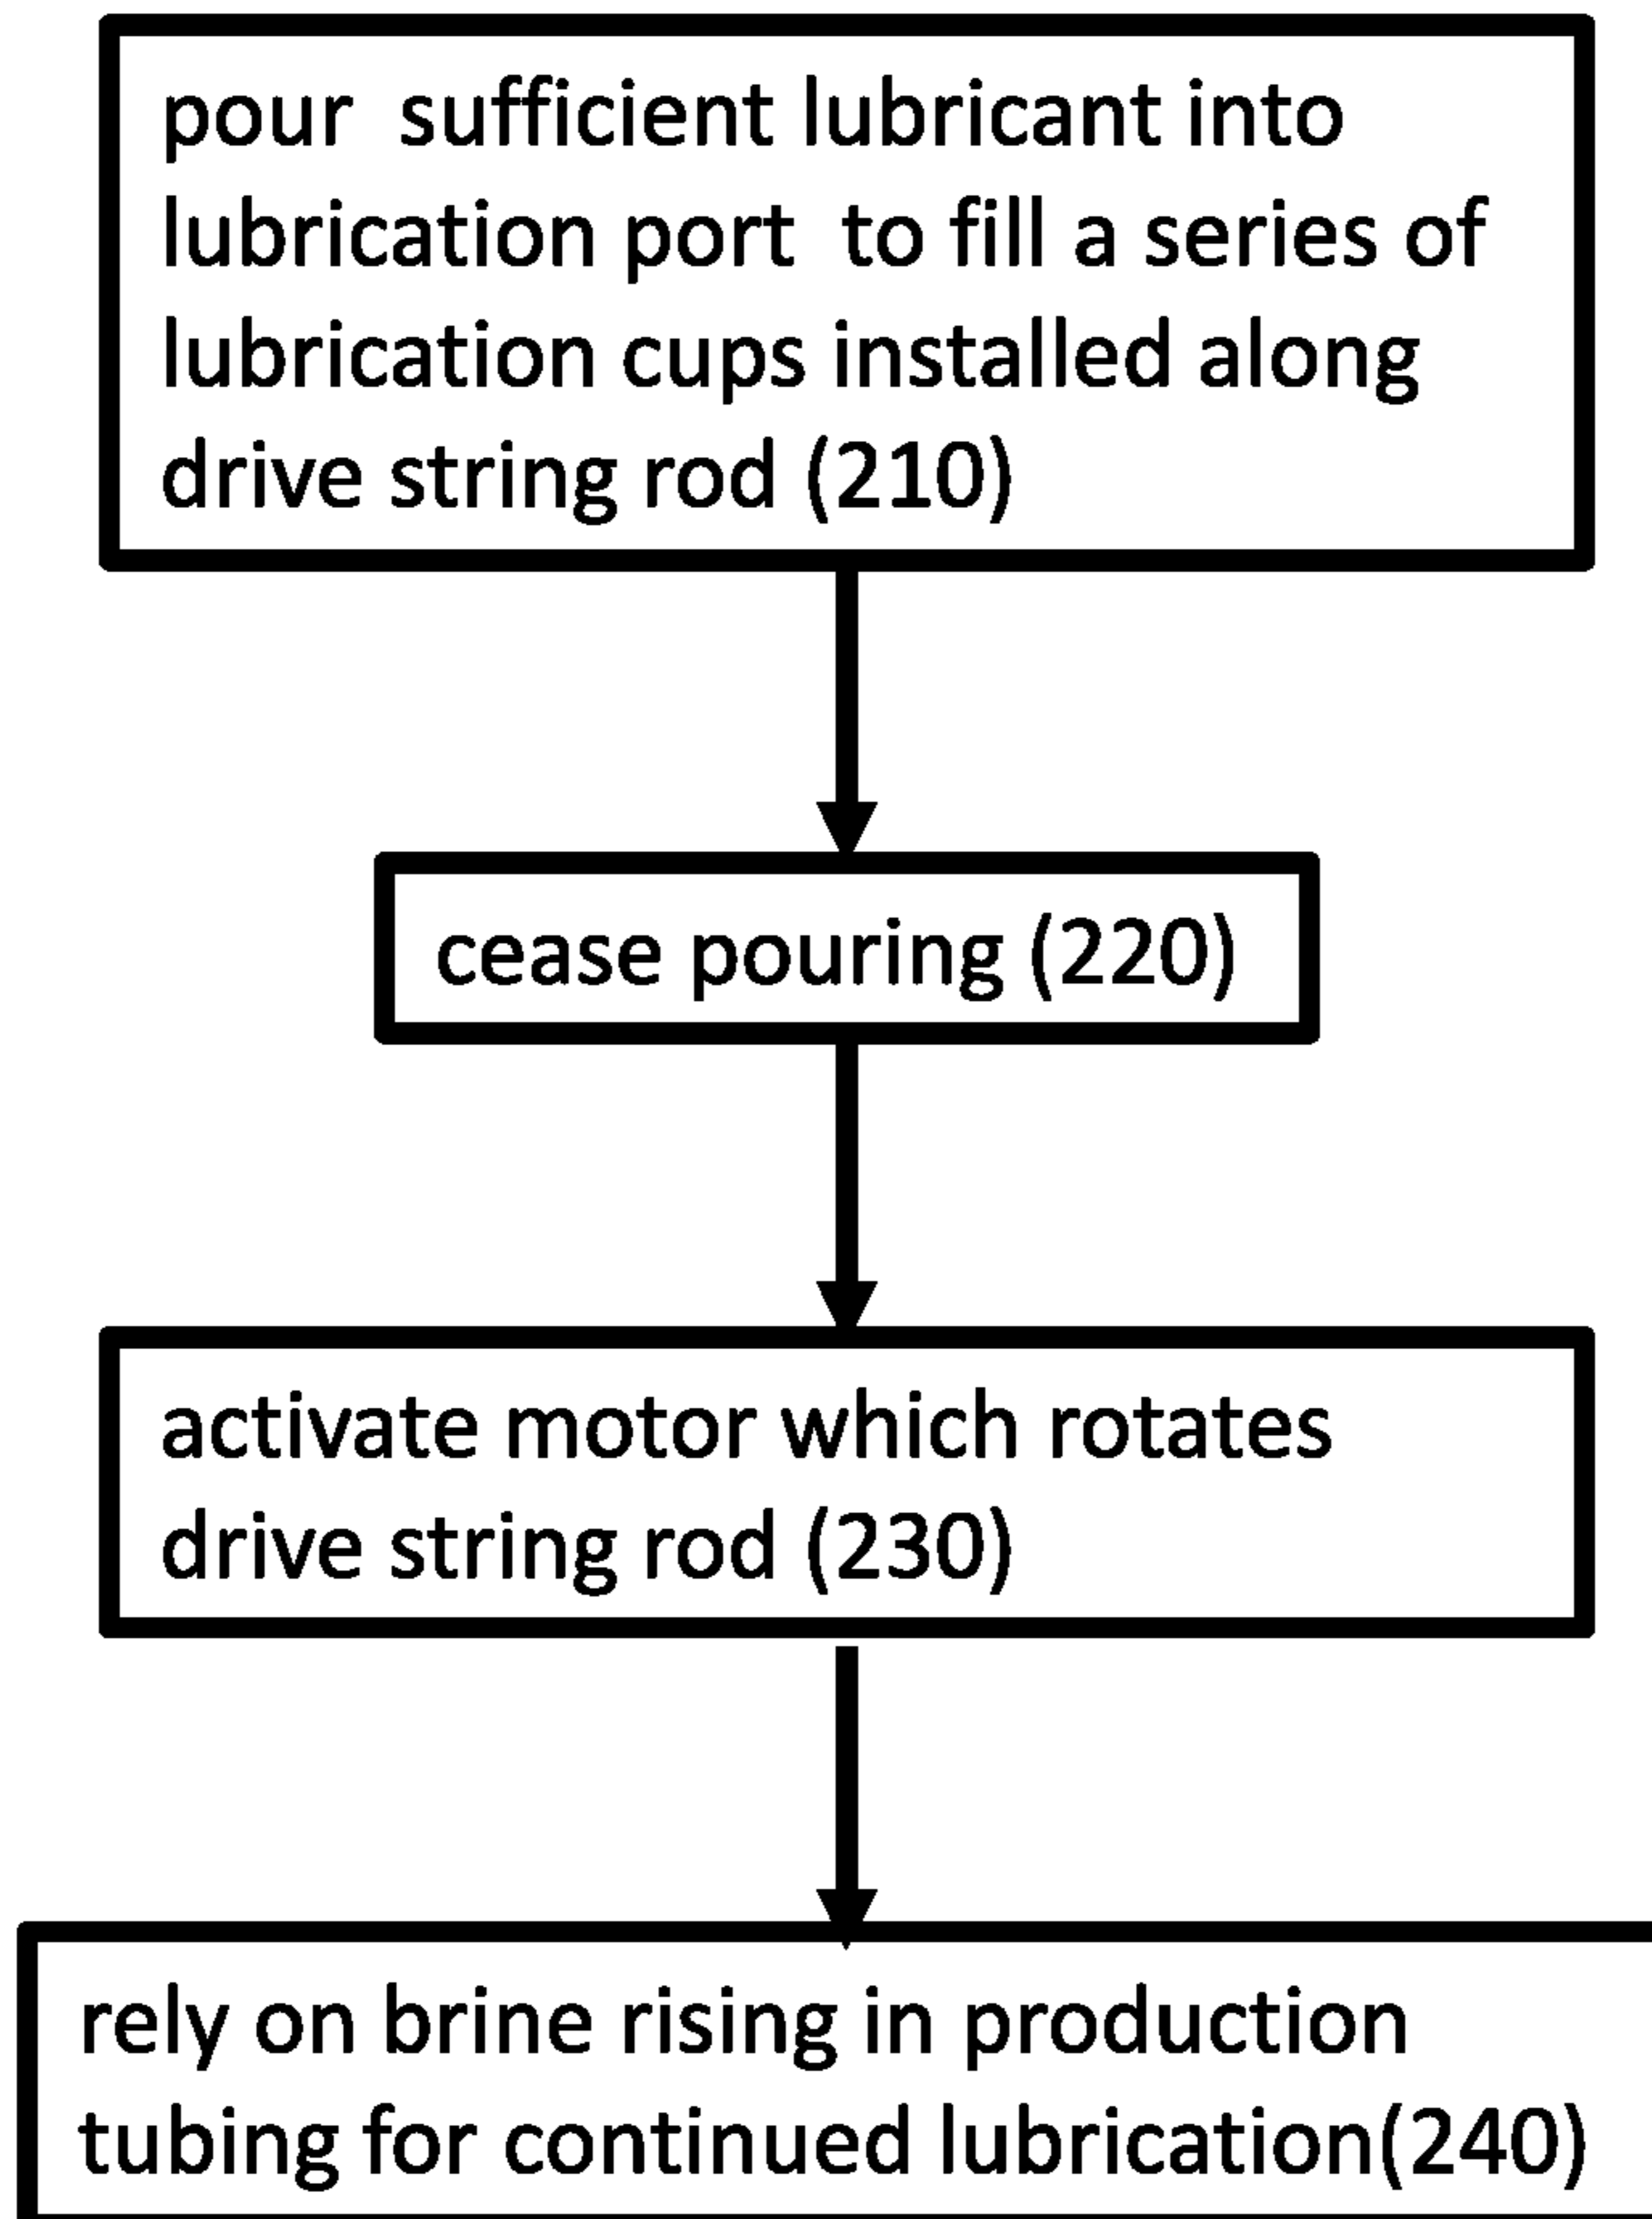 pour sufficient lubricant into
lubrication port to fill a series of
lubrication cups installed along
drive string rod (210)
cease pouring (220)
activate motor which rotates
drive string rod (230)
rely on brine rising in production
tubing for continued lubrication(240)